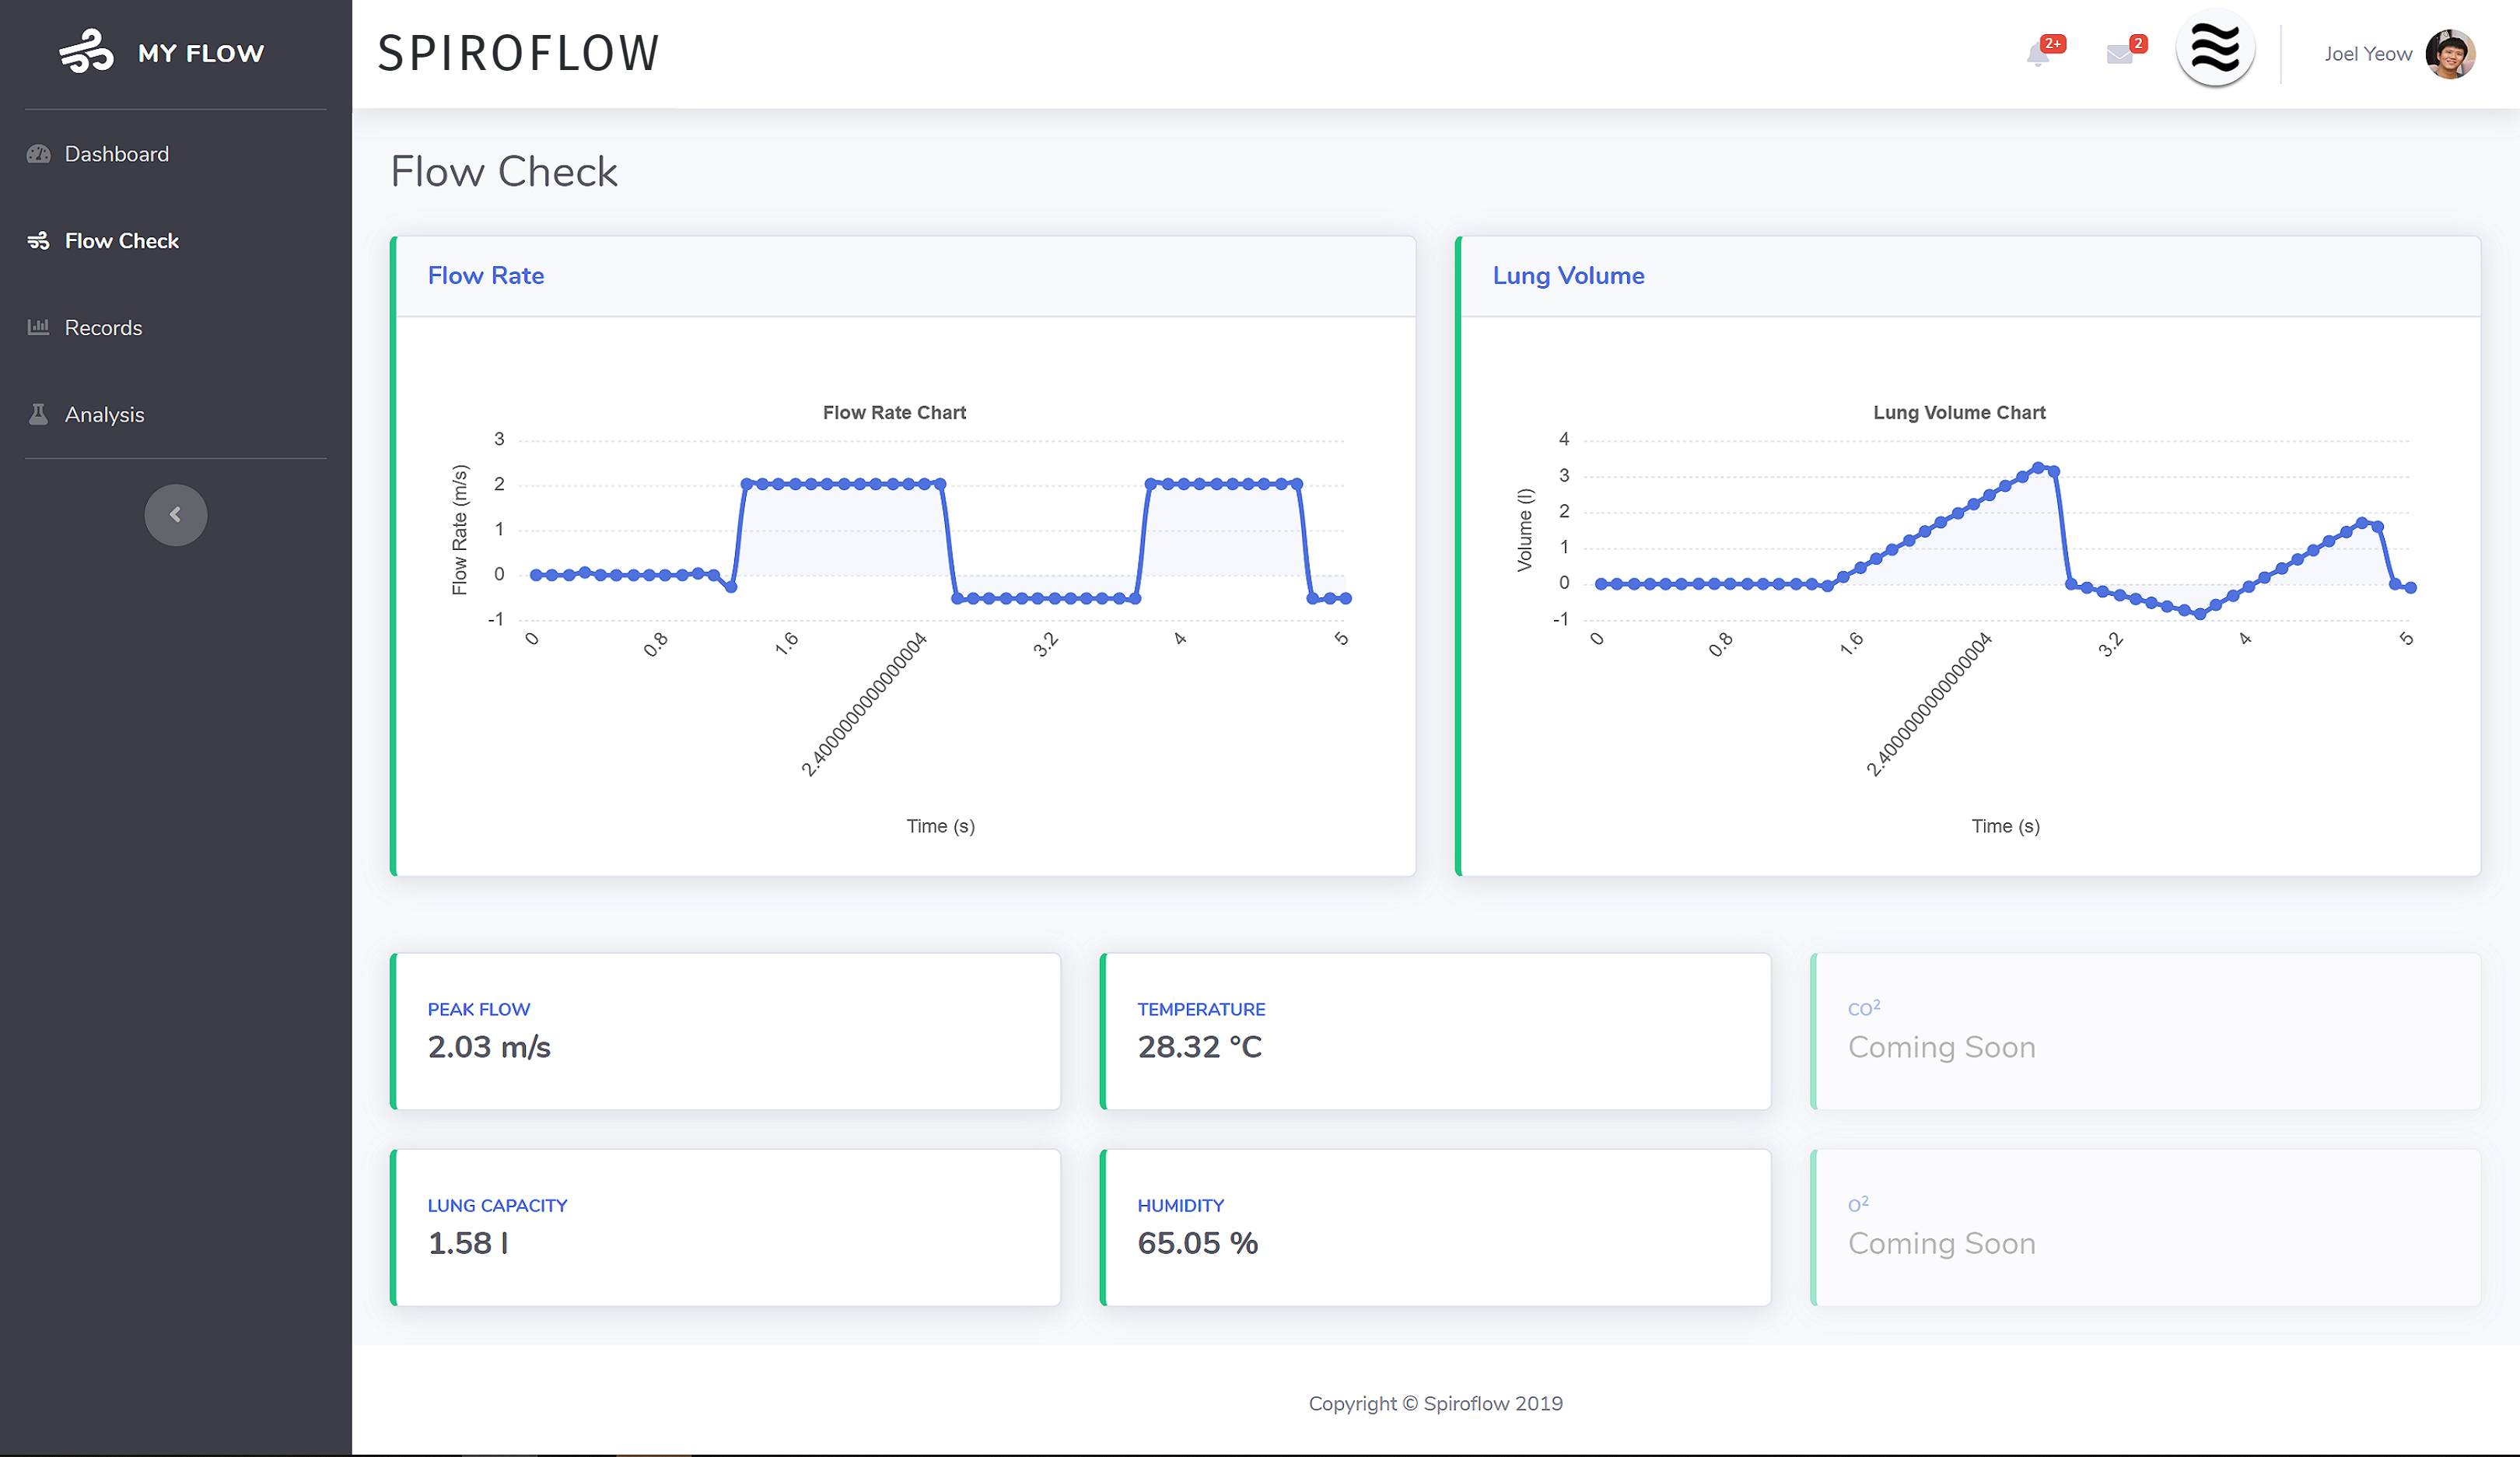 MY FLOW
SPIROFLOW
2+
2
Joel Yeow
Dashboard
Flow Check
Records
Analysis
Flow Check
Flow Rate
Flow Rate Chart
Flow Rate (m/s)
3
2
1
0
-1
0
0.8
1.6
2.4000000000000004
3.2
4
5
Time (s)
Lung Volume
Lung Volume Chart
Volume (l)
4
3
2
1
0
-1
0
0.8
1.6
2.4000000000000004
3.2
4
5
Time (s)
PEAK FLOW
2.03 m/s
TEMPERATURE
28.32 °C
CO²
Coming Soon
LUNG CAPACITY
1.58 l
HUMIDITY
65.05 %
O²
Coming Soon
Copyright © Spiroflow 2019